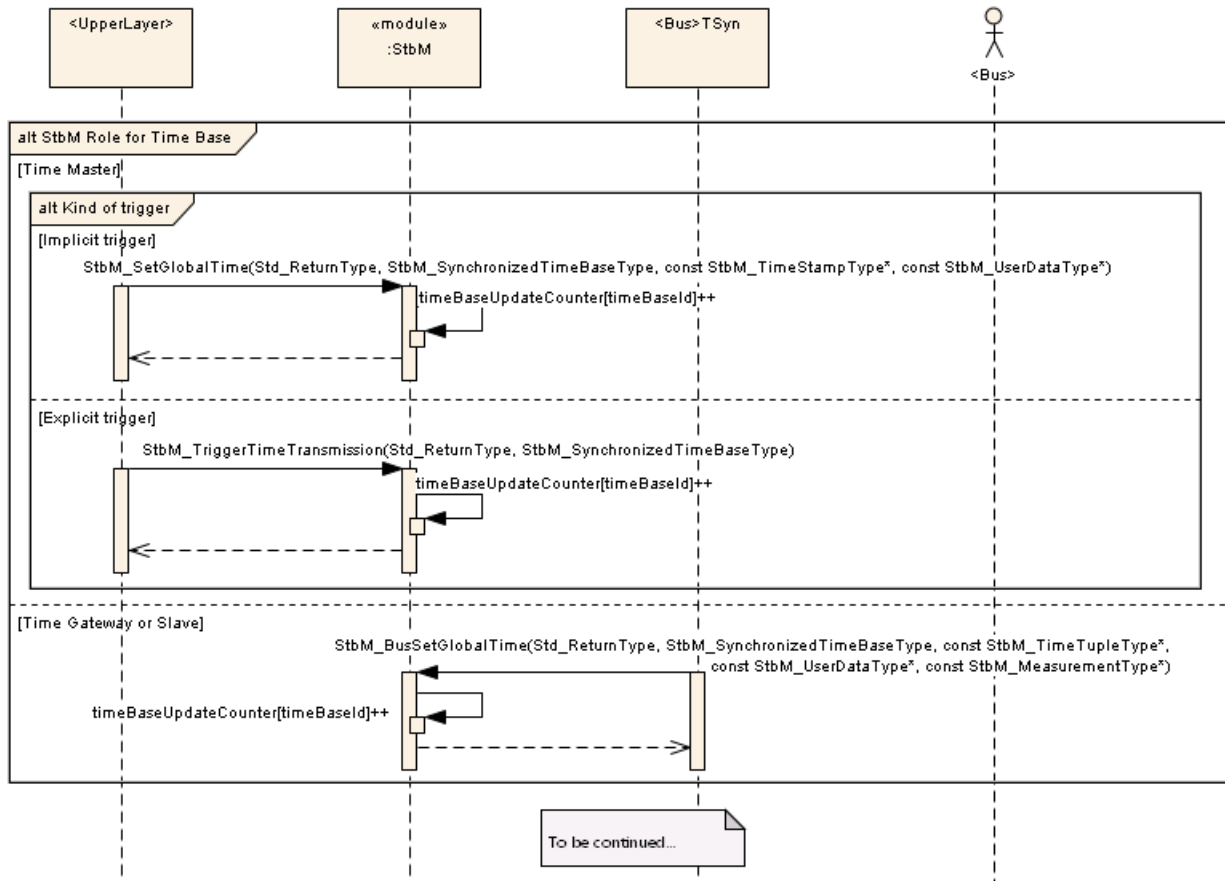 <UpperLayer>
«module»
:StbM
<Bus>TSyn
<Bus>
alt StbM Role for Time Base
[Time Master]
alt Kind of trigger
[Implicit trigger]
StbM_SetGlobalTime(Std_ReturnType, StbM_SynchronizedTimeBaseType, const StbM_TimeStampType*, const StbM_UserDataType*)
timeBaseUpdateCounter[timeBaseId]++
[Explicit trigger]
StbM_TriggerTimeTransmission(Std_ReturnType, StbM_SynchronizedTimeBaseType)
timeBaseUpdateCounter[timeBaseId]++
[Time Gateway or Slave]
StbM_BusSetGlobalTime(Std_ReturnType, StbM_SynchronizedTimeBaseType, const StbM_TimeTupleType*,
const StbM_UserDataType*, const StbM_MeasurementType*)
timeBaseUpdateCounter[timeBaseId]++
To be continued...